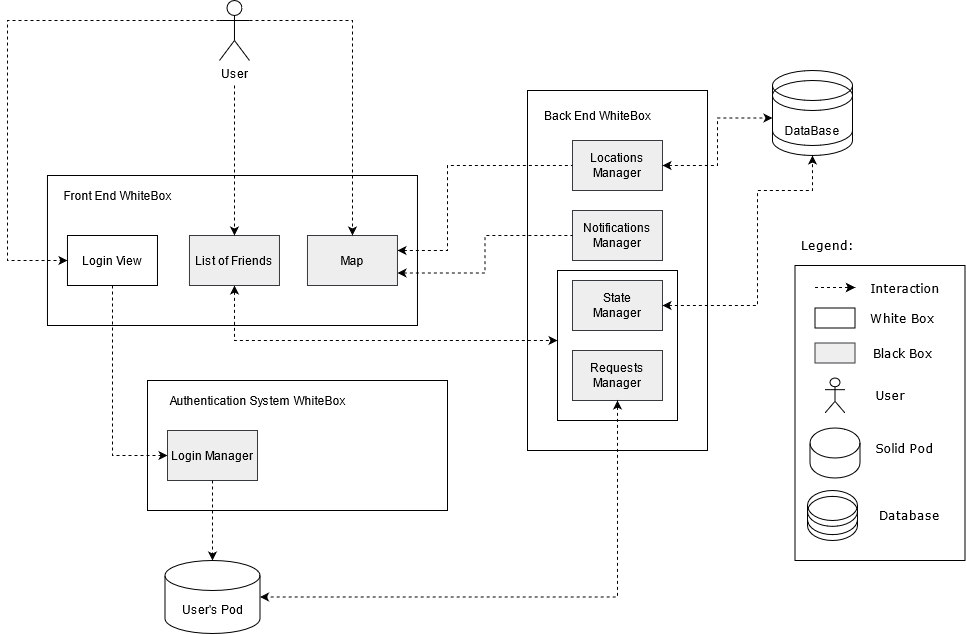 User
Back End WhiteBox
DataBase
Locations
Manager
Front End WhiteBox
Notifications
Manager
Login View
List of Friends
Map
State
Manager
Requests
Manager
Authentication System WhiteBox
Login Manager
User's Pod
Legend:
Interaction
White Box
Black Box
User
Solid Pod
Database